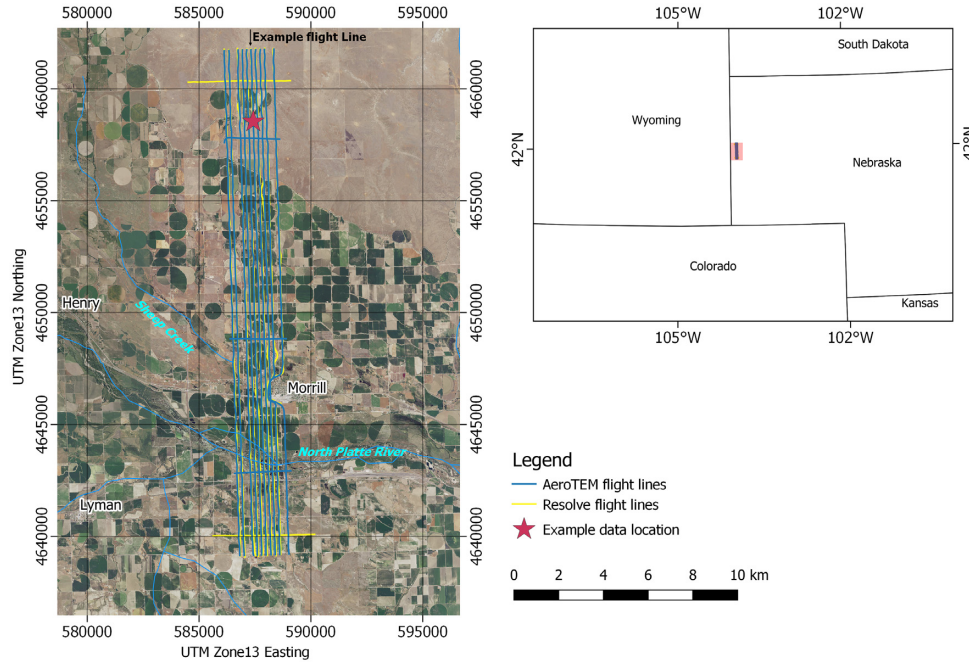 580000 585000 590000 595000
Example flight Line
4660000 4660000
4655000 4655000
4650000 4650000
4645000 4645000
4640000 4640000
UTM Zone13 Northing
Henry
Sheep Creek
Morrill
North Platte River
Lyman
580000 585000 590000 595000
UTM Zone13 Easting
105°W 102°W
South Dakota
Wyoming
42°N 42°N
Nebraska
Colorado
Kansas
105°W 102°W
Legend
AeroTEM flight lines
Resolve flight lines
Example data location
0 2 4 6 8 10 km